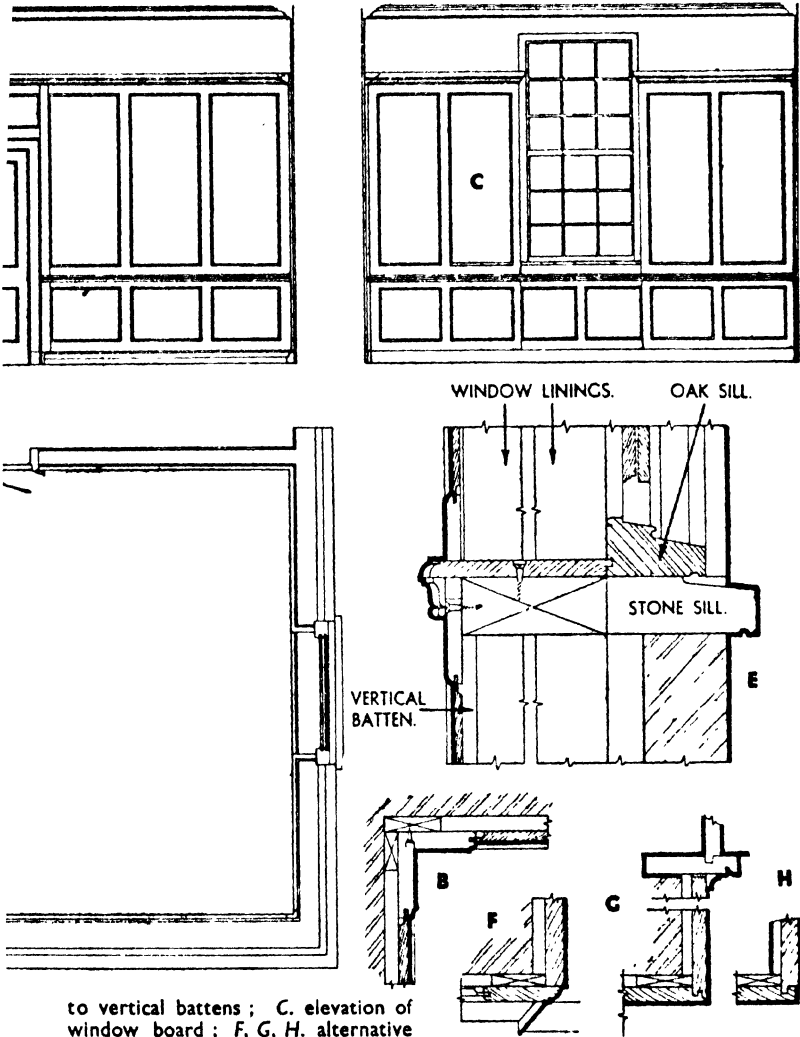 C
WINDOW LININGS.
OAK SILL.
STONE SILL.
E
VERTICAL
BATTEN.
B
F
G
H
to vertical battens ; C. elevation of
window board ; F, G, H. alternative